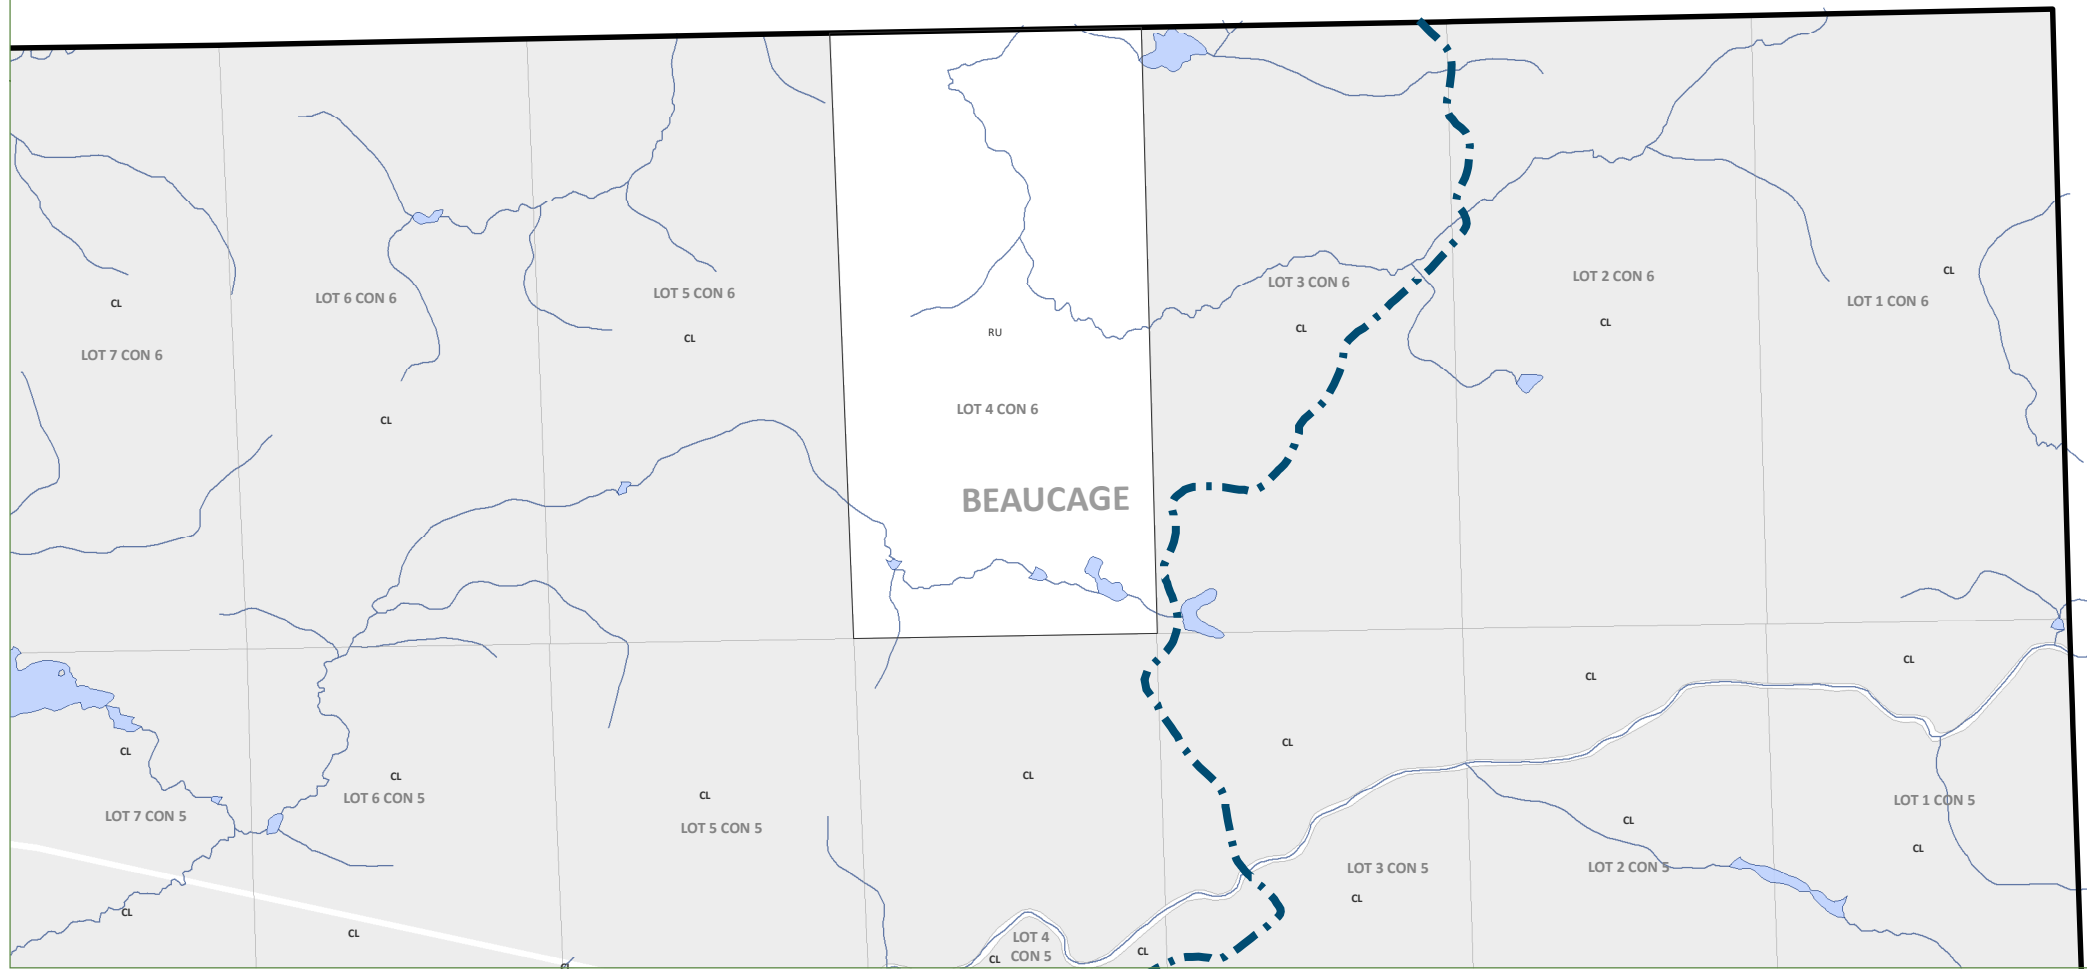 CL
LOT 1 CON 6
LOT 2 CON 6
CL
LOT 3 CON 6
CL
LOT 5 CON 6
CL
LOT 6 CON 6
CL
LOT 7 CON 6
CL
RU
LOT 4 CON 6
BEAUCAGE
CL
CL
CL
CL
LOT 7 CON 5
CL
LOT 6 CON 5
CL
LOT 5 CON 5
CL
CL
LOT 1 CON 5
CL
CL
LOT 2 CON 5
LOT 3 CON 5
CL
CL
CL
LOT 4
CON 5
CL
CL